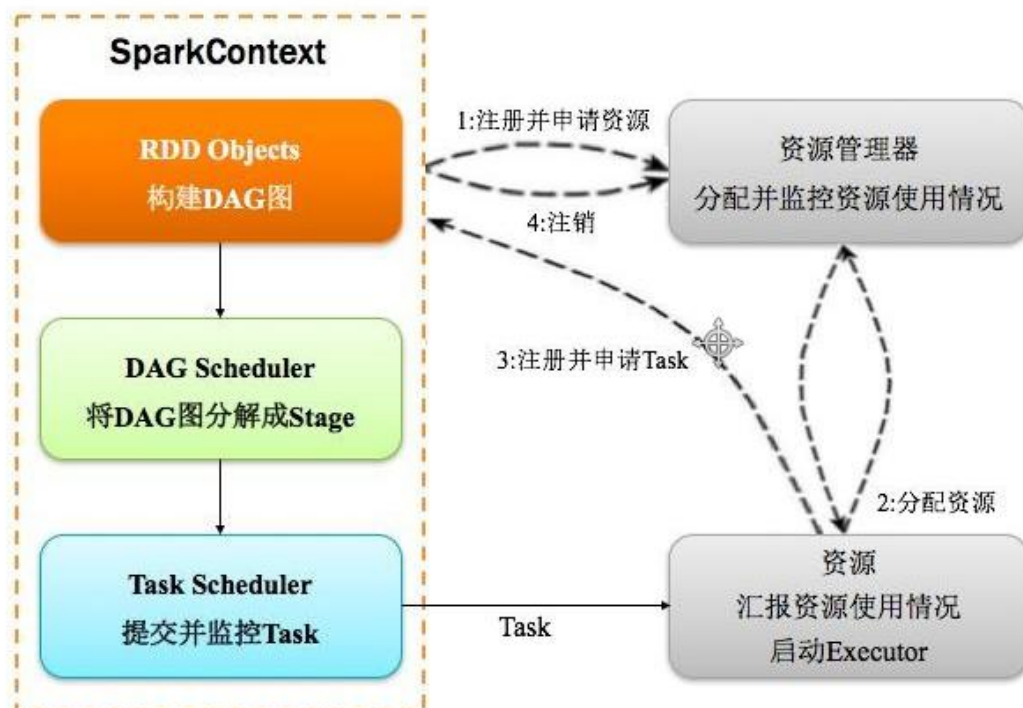 SparkContext
RDD Objects
构建DAG图
DAG Scheduler
将DAG图分解成Stage
Task Scheduler
提交并监控Task
1:注册并申请资源
4:注销
3:注册并申请Task
2:分配资源
Task
资源管理器
分配并监控资源使用情况
资源
汇报资源使用情况
启动Executor